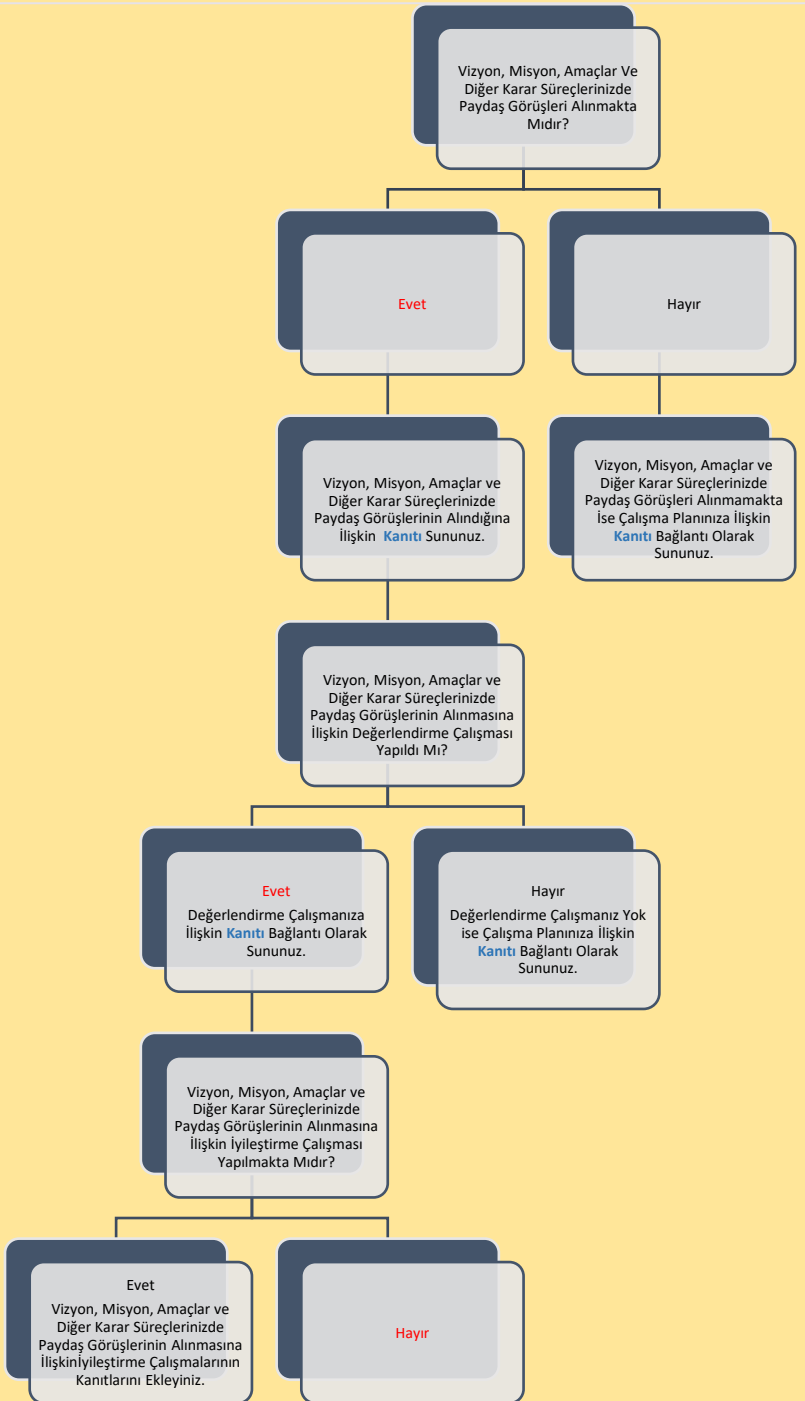 Vizyon, Misyon, Amaçlar Ve
Diğer Karar Süreçlerinizde
Paydaş Görüşleri Alınmakta
Mıdır?
Evet
Hayır
Vizyon, Misyon, Amaçlar ve
Diğer Karar Süreçlerinizde
Paydaş Görüşlerinin Alındığına
İlişkin Kanıtı Sununuz.
Vizyon, Misyon, Amaçlar ve
Diğer Karar Süreçlerinizde
Paydaş Görüşleri Alınmamakta
İse Çalışma Planınıza İlişkin
Kanıtı Bağlantı Olarak
Sununuz.
Vizyon, Misyon, Amaçlar ve
Diğer Karar Süreçlerinizde
Paydaş Görüşlerinin Alınmasına
İlişkin Değerlendirme Çalışması
Yapıldı Mı?
Evet
Değerlendirme Çalışmanıza
İlişkin Kanıtı Bağlantı Olarak
Sununuz.
Hayır
Değerlendirme Çalışmanız Yok
ise Çalışma Planınıza İlişkin
Kanıtı Bağlantı Olarak
Sununuz.
Vizyon, Misyon, Amaçlar ve
Diğer Karar Süreçlerinizde
Paydaş Görüşlerinin Alınmasına
İlişkin İyileştirme Çalışması
Yapılmakta Mıdır?
Evet
Vizyon, Misyon, Amaçlar ve
Diğer Karar Süreçlerinizde
Paydaş Görüşlerinin Alınmasına
İlişkinİyileştirme Çalışmalarının
Kanıtlarını Ekleyiniz.
Hayır